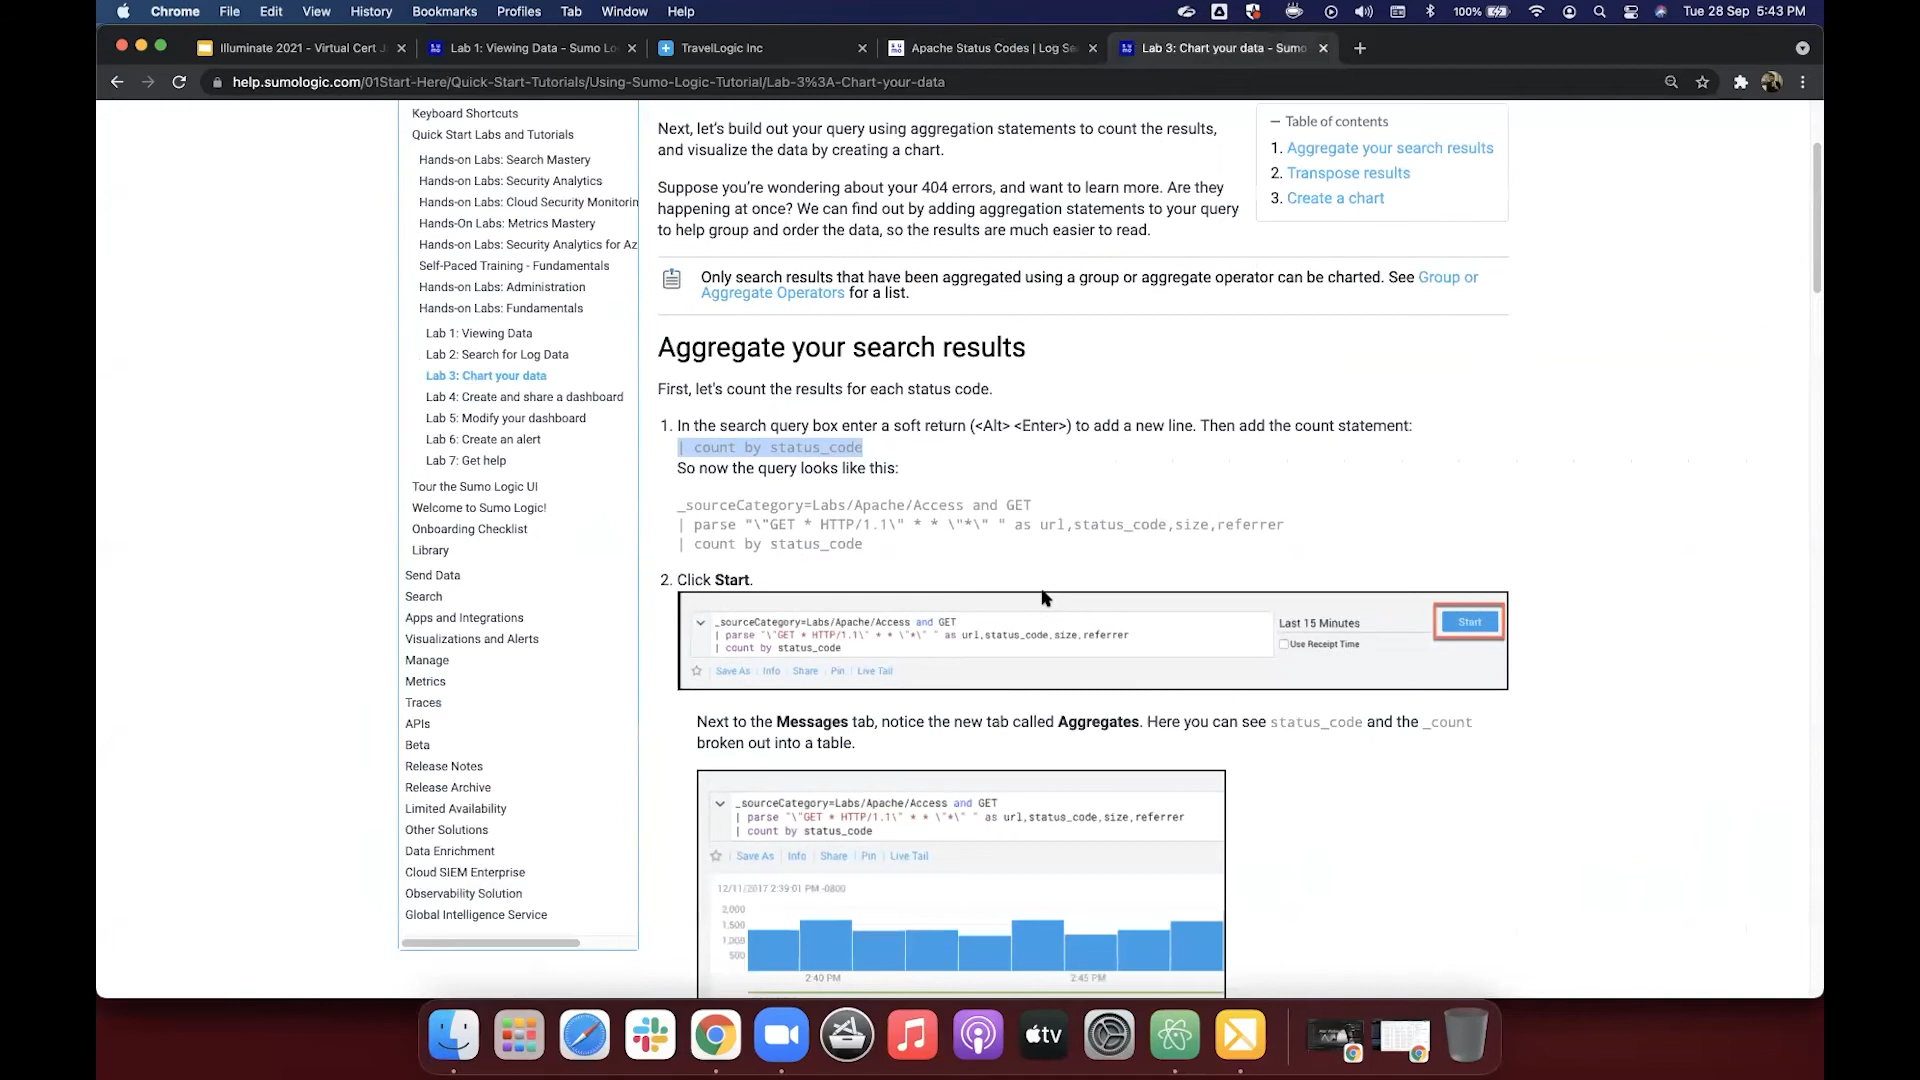 Chrome File Edit View History Bookmarks Profiles Tab Window Help
100% Tue 28 Sep 5:43 PM
Illuminate 2021 - Virtual Cert J
Lab 1: Viewing Data - Sumo Lo
TravelLogic Inc
Apache Status Codes | Log Se
Lab 3: Chart your data - Sumo
help.sumologic.com/01Start-Here/Quick-Start-Tutorials/Using-Sumo-Logic-Tutorial/Lab-3%3A-Chart-your-data
Keyboard Shortcuts
Quick Start Labs and Tutorials
Hands-on Labs: Search Mastery
Hands-on Labs: Security Analytics
Hands-on Labs: Cloud Security Monitorin
Hands-On Labs: Metrics Mastery
Hands-on Labs: Security Analytics for Az
Self-Paced Training - Fundamentals
Hands-on Labs: Administration
Hands-on Labs: Fundamentals
Lab 1: Viewing Data
Lab 2: Search for Log Data
Lab 3: Chart your data
Lab 4: Create and share a dashboard
Lab 5: Modify your dashboard
Lab 6: Create an alert
Lab 7: Get help
Tour the Sumo Logic UI
Welcome to Sumo Logic!
Onboarding Checklist
Library
Send Data
Search
Apps and Integrations
Visualizations and Alerts
Manage
Metrics
Traces
APIs
Beta
Release Notes
Release Archive
Limited Availability
Other Solutions
Data Enrichment
Cloud SIEM Enterprise
Observability Solution
Global Intelligence Service
Next, let's build out your query using aggregation statements to count the results,
and visualize the data by creating a chart.
Suppose you're wondering about your 404 errors, and want to learn more. Are they
happening at once? We can find out by adding aggregation statements to your query
to help group and order the data, so the results are much easier to read.
— Table of contents
1. Aggregate your search results
2. Transpose results
3. Create a chart
Only search results that have been aggregated using a group or aggregate operator can be charted. See Group or
Aggregate Operators for a list.
Aggregate your search results
First, let's count the results for each status code.
1. In the search query box enter a soft return (<Alt> <Enter>) to add a new line. Then add the count statement:
| count by status_code
So now the query looks like this:
_sourceCategory=Labs/Apache/Access and GET
| parse "\"GET * HTTP/1.1\" * * \"*\" " as url,status_code,size,referrer
| count by status_code
2. Click Start.
_sourceCategory=Labs/Apache/Access and GET
| parse "\"GET * HTTP/1.1\" * * \"*\" " as url,status_code,size,referrer
| count by status_code
Last 15 Minutes
Start
Use Receipt Time
Save As Info Share Pin Live Tail
Next to the Messages tab, notice the new tab called Aggregates. Here you can see status_code and the _count
broken out into a table.
_sourceCategory=Labs/Apache/Access and GET
| parse "\"GET * HTTP/1.1\" * * \"*\" " as url,status_code,size,referrer
| count by status_code
Save As Info Share Pin Live Tail
12/11/2017 2:39:01 PM -0800
2,000
1,500
1,000
500
2:40 PM
2:45 PM
tv